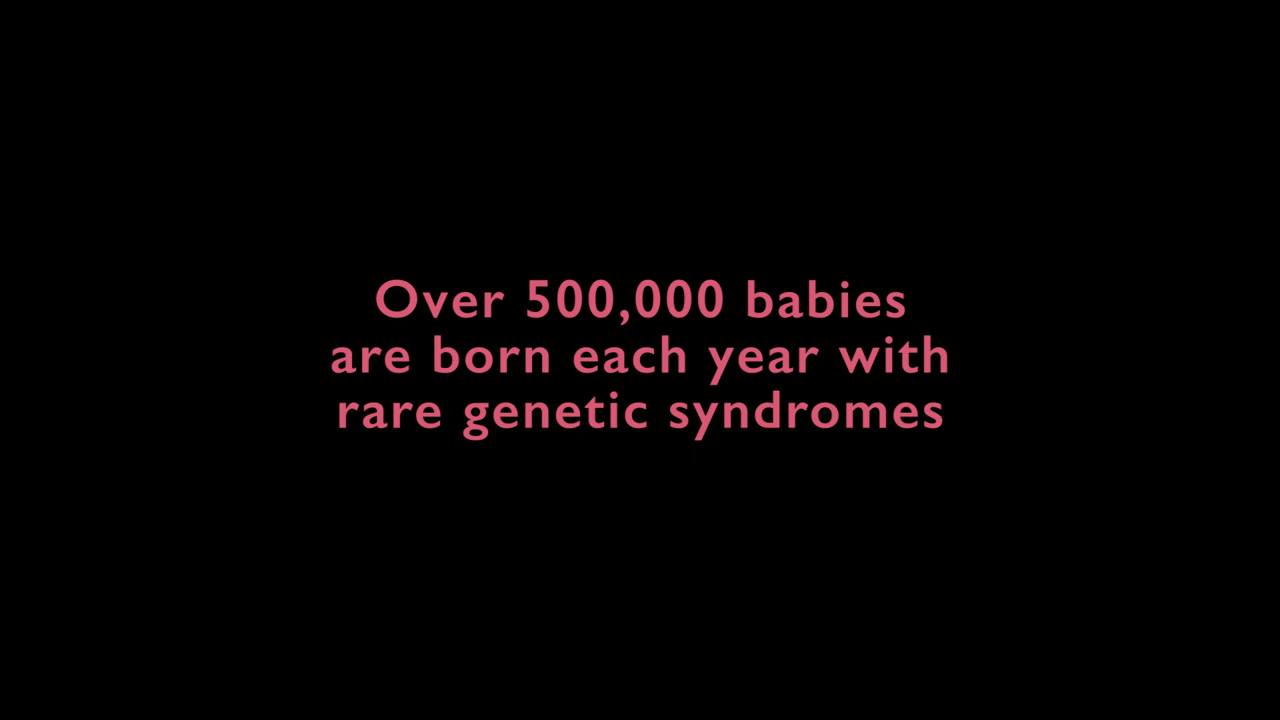 Over 500,000 babies
are born each year with
rare genetic syndromes